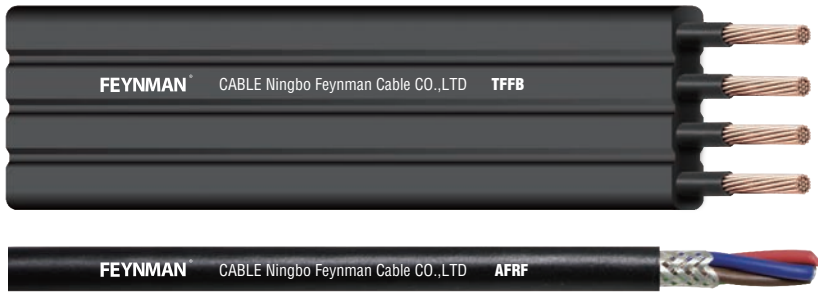 FEYNMAN® CABLE Ningbo Feynman Cable CO.,LTD TFFB
FEYNMAN® CABLE Ningbo Feynman Cable CO.,LTD AFRF